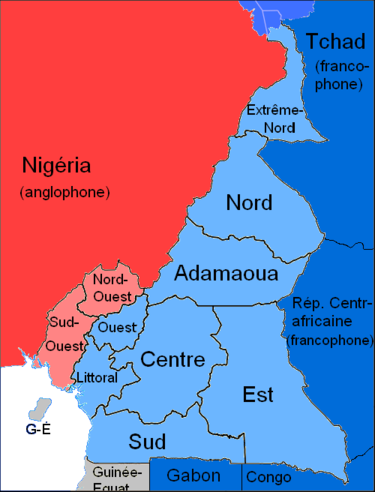 Tchad
(franco-
phone)
Extrême-
Nord
Nigéria
(anglophone)
Nord
Adamaoua
Nord-
Ouest
Rép. Centr-
africaine
(francophone)
Sud-
Ouest
Ouest
Centre
Littoral
Est
G-É
Sud
Guinée-
Equat.
Gabon
Congo